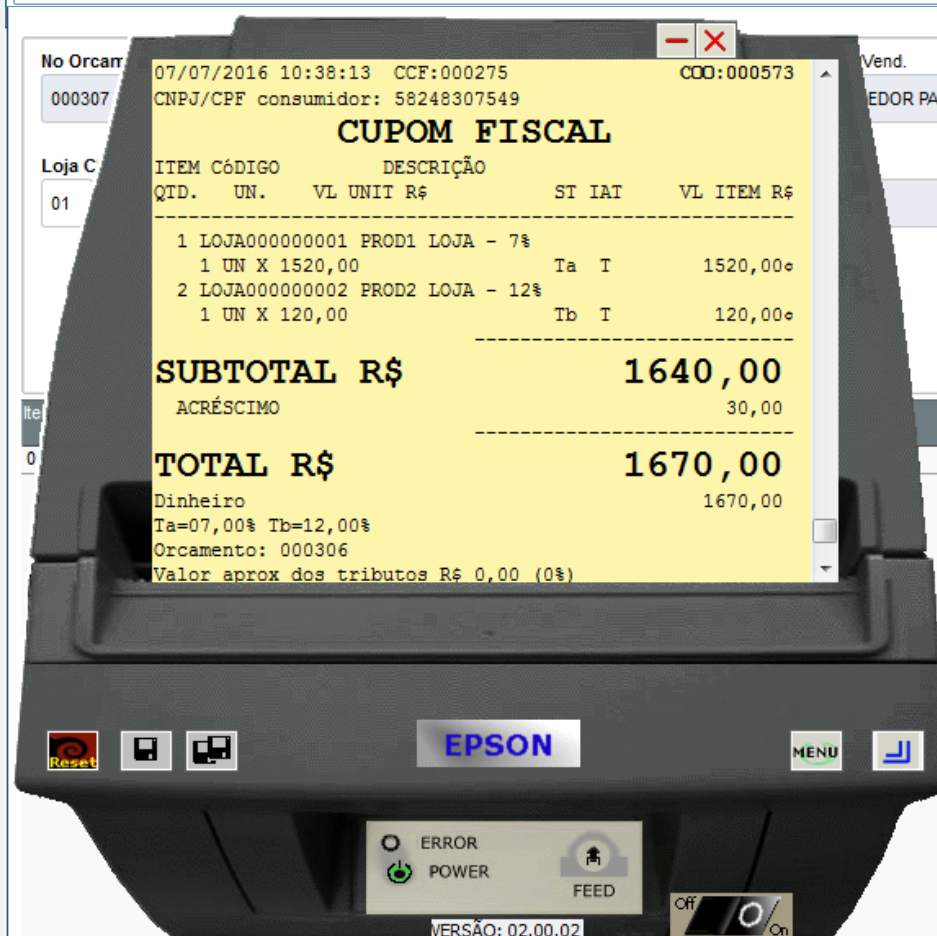 No Orcam
Vend.
000307
EDOR PA
Loja C
01
Ite
0
07/07/2016 10:38:13 CCF:000275 COO:000573
CNPJ/CPF consumidor: 58248307549
CUPOM FISCAL
ITEM CóDIGO DESCRIÇÃO
QTD. UN. VL UNIT R$ ST IAT VL ITEM R$
----------------------------------------------------------
1 LOJA000000001 PROD1 LOJA - 7%
1 UN X 1520,00 Ta T 1520,00¢
2 LOJA000000002 PROD2 LOJA - 12%
1 UN X 120,00 Tb T 120,00¢
----------------------------
SUBTOTAL R$ 1640,00
ACRÉSCIMO 30,00
----------------------------
TOTAL R$ 1670,00
Dinheiro 1670,00
Ta=07,00% Tb=12,00%
Orcamento: 000306
Valor aprox dos tributos R$ 0,00 (0%)
Reset
EPSON
MENU
ERROR
POWER
FEED
VERSÃO: 02.00.02
Off
On